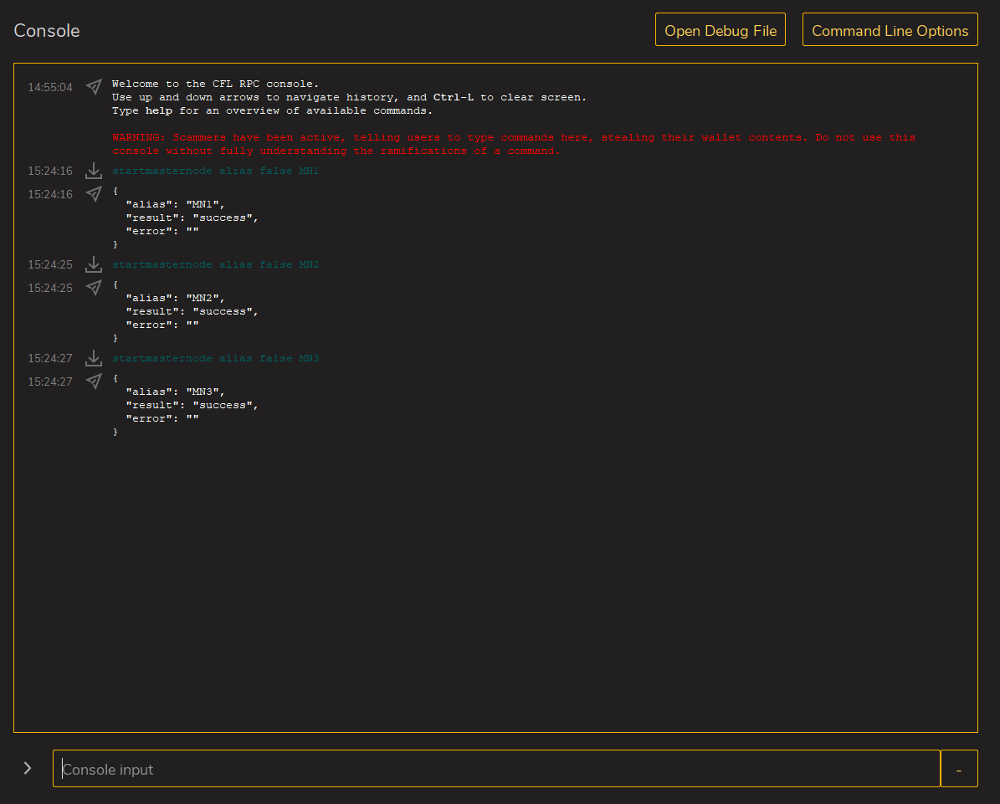 Console
Open Debug File
Command Line Options
14:55:04
Welcome to the CFL RPC console.
Use up and down arrows to navigate history, and Ctrl-L to clear screen.
Type help for an overview of available commands.
WARNING: Scammers have been active, telling users to type commands here, stealing their wallet contents. Do not use this
console without fully understanding the ramifications of a command.
15:24:16 startmasternode alias false MN1
15:24:16 {
"alias": "MN1",
"result": "success",
"error": ""
}
15:24:25 startmasternode alias false MN2
15:24:25 {
"alias": "MN2",
"result": "success",
"error": ""
}
15:24:27 startmasternode alias false MN3
15:24:27 {
"alias": "MN3",
"result": "success",
"error": ""
}
Console input
-